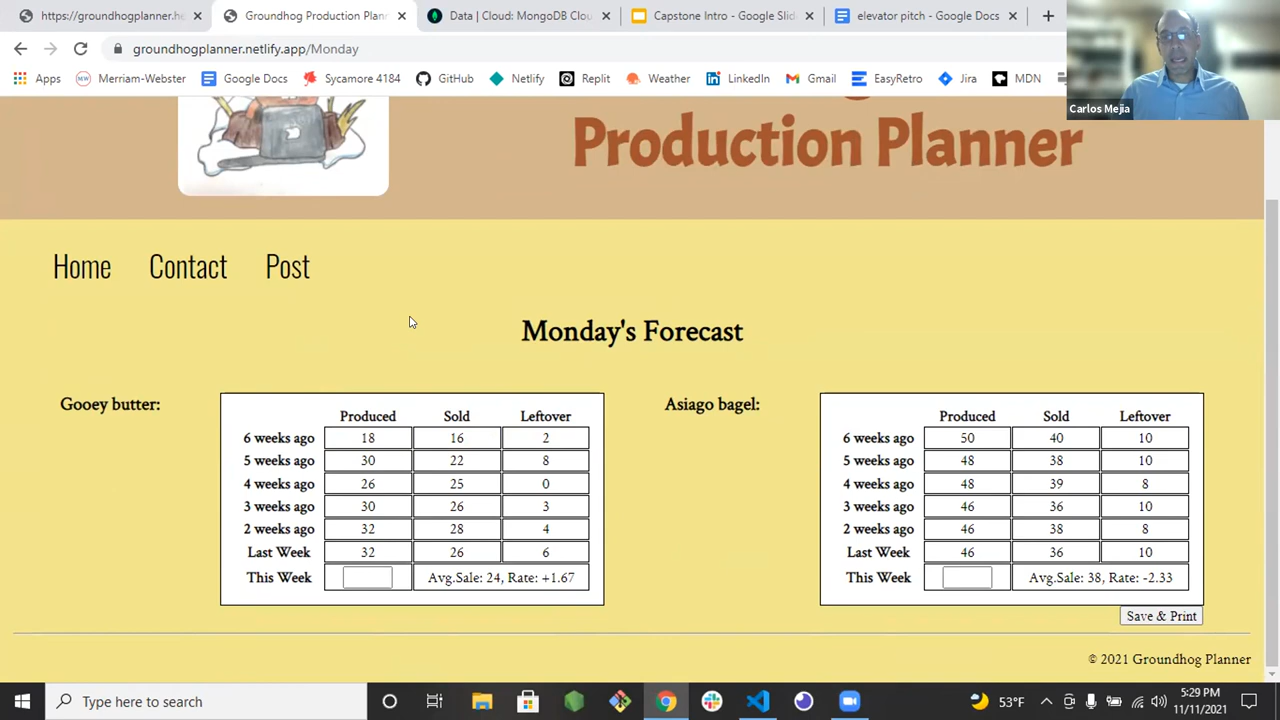 https://groundhogplanner.he
Groundhog Production Plann
Data | Cloud: MongoDB Clou
Capstone Intro - Google Slid
elevator pitch - Google Docs
groundhogplanner.netlify.app/Monday
Apps
Merriam-Webster
Google Docs
Sycamore 4184
GitHub
Netlify
Replit
Weather
LinkedIn
Gmail
EasyRetro
Jira
MDN
Carlos Mejia
Production Planner
Home Contact Post
Monday's Forecast
Gooey butter:
Produced Sold Leftover
6 weeks ago 18 16 2
5 weeks ago 30 22 8
4 weeks ago 26 25 0
3 weeks ago 30 26 3
2 weeks ago 32 28 4
Last Week 32 26 6
This Week Avg.Sale: 24, Rate: +1.67
Asiago bagel:
Produced Sold Leftover
6 weeks ago 50 40 10
5 weeks ago 48 38 10
4 weeks ago 48 39 8
3 weeks ago 46 36 10
2 weeks ago 46 38 8
Last Week 46 36 10
This Week Avg.Sale: 38, Rate: -2.33
Save & Print
© 2021 Groundhog Planner
Type here to search
53°F
5:29 PM
11/11/2021